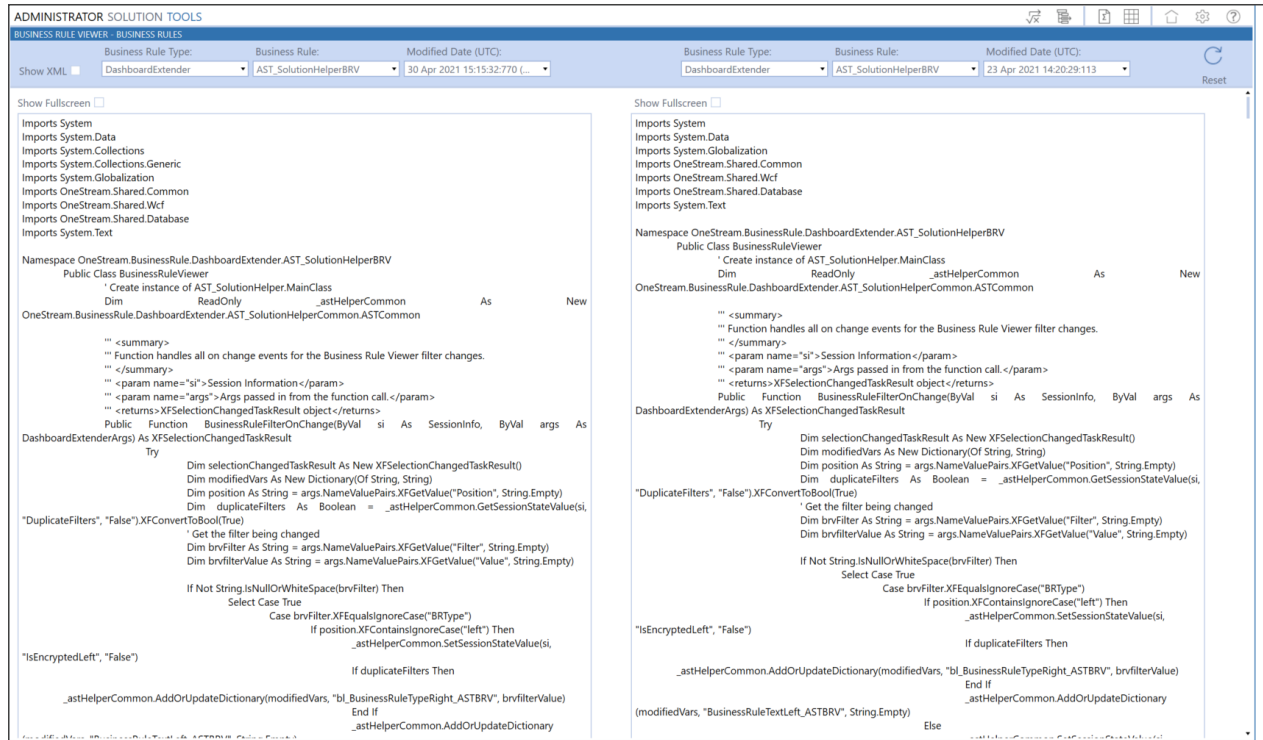 ADMINISTRATOR SOLUTION TOOLS
BUSINESS RULE VIEWER - BUSINESS RULES
Show XML
Business Rule Type:
DashboardExtender
Business Rule:
AST_SolutionHelperBRV
Modified Date (UTC):
30 Apr 2021 15:15:32:770 (...
Business Rule Type:
DashboardExtender
Business Rule:
AST_SolutionHelperBRV
Modified Date (UTC):
23 Apr 2021 14:20:29:113
Reset
Show Fullscreen
Imports System
Imports System.Data
Imports System.Collections
Imports System.Collections.Generic
Imports System.Globalization
Imports OneStream.Shared.Common
Imports OneStream.Shared.Wcf
Imports OneStream.Shared.Database
Imports System.Text
Namespace OneStream.BusinessRule.DashboardExtender.AST_SolutionHelperBRV
Public Class BusinessRuleViewer
' Create instance of AST_SolutionHelper.MainClass
Dim ReadOnly _astHelperCommon As New
OneStream.BusinessRule.DashboardExtender.AST_SolutionHelperCommon.ASTCommon
''' <summary>
''' Function handles all on change events for the Business Rule Viewer filter changes.
''' </summary>
''' <param name="si">Session Information</param>
''' <param name="args">Args passed in from the function call.</param>
''' <returns>XFSelectionChangedTaskResult object</returns>
Public Function BusinessRuleFilterOnChange(ByVal si As SessionInfo, ByVal args As
DashboardExtenderArgs) As XFSelectionChangedTaskResult
Try
Dim selectionChangedTaskResult As New XFSelectionChangedTaskResult()
Dim modifiedVars As New Dictionary(Of String, String)
Dim position As String = args.NameValuePairs.XFGetValue("Position", String.Empty)
Dim duplicateFilters As Boolean = _astHelperCommon.GetSessionStateValue(si,
"DuplicateFilters", "False").XFConvertToBool(True)
' Get the filter being changed
Dim brvFilter As String = args.NameValuePairs.XFGetValue("Filter", String.Empty)
Dim brvfilterValue As String = args.NameValuePairs.XFGetValue("Value", String.Empty)
If Not String.IsNullOrWhiteSpace(brvFilter) Then
Select Case True
Case brvFilter.XFEqualsIgnoreCase("BRType")
If position.XFContainsIgnoreCase("left") Then
_astHelperCommon.SetSessionStateValue(si,
"IsEncryptedLeft", "False")
If duplicateFilters Then
_astHelperCommon.AddOrUpdateDictionary(modifiedVars, "bl_BusinessRuleTypeRight_ASTBRV", brvfilterValue)
End If
_astHelperCommon.AddOrUpdateDictionary
Show Fullscreen
Imports System
Imports System.Data
Imports System.Globalization
Imports OneStream.Shared.Common
Imports OneStream.Shared.Wcf
Imports OneStream.Shared.Database
Imports System.Text
Namespace OneStream.BusinessRule.DashboardExtender.AST_SolutionHelperBRV
Public Class BusinessRuleViewer
' Create instance of AST_SolutionHelper.MainClass
Dim ReadOnly _astHelperCommon As New
OneStream.BusinessRule.DashboardExtender.AST_SolutionHelperCommon.ASTCommon
''' <summary>
''' Function handles all on change events for the Business Rule Viewer filter changes.
''' </summary>
''' <param name="si">Session Information</param>
''' <param name="args">Args passed in from the function call.</param>
''' <returns>XFSelectionChangedTaskResult object</returns>
Public Function BusinessRuleFilterOnChange(ByVal si As SessionInfo, ByVal args As
DashboardExtenderArgs) As XFSelectionChangedTaskResult
Try
Dim selectionChangedTaskResult As New XFSelectionChangedTaskResult()
Dim modifiedVars As New Dictionary(Of String, String)
Dim position As String = args.NameValuePairs.XFGetValue("Position", String.Empty)
Dim duplicateFilters As Boolean = _astHelperCommon.GetSessionStateValue(si,
"DuplicateFilters", "False").XFConvertToBool(True)
' Get the filter being changed
Dim brvFilter As String = args.NameValuePairs.XFGetValue("Filter", String.Empty)
Dim brvfilterValue As String = args.NameValuePairs.XFGetValue("Value", String.Empty)
If Not String.IsNullOrWhiteSpace(brvFilter) Then
Select Case True
Case brvFilter.XFEqualsIgnoreCase("BRType")
If position.XFContainsIgnoreCase("left") Then
_astHelperCommon.SetSessionStateValue(si,
"IsEncryptedLeft", "False")
If duplicateFilters Then
_astHelperCommon.AddOrUpdateDictionary(modifiedVars, "bl_BusinessRuleTypeRight_ASTBRV", brvfilterValue)
End If
_astHelperCommon.AddOrUpdateDictionary
(modifiedVars, "BusinessRuleTextLeft_ASTBRV", String.Empty)
Else